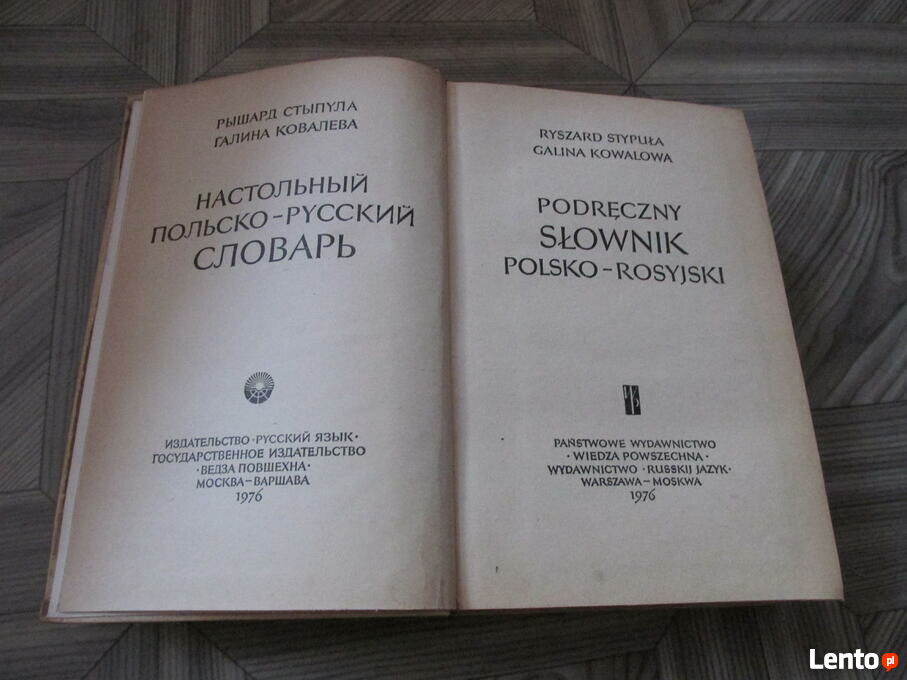 РЫШАРД СТЫПУЛА
ГАЛИНА КОВАЛЕВА
НАСТОЛЬНЫЙ
ПОЛЬСКО-РУССКИЙ
СЛОВАРЬ
ИЗДАТЕЛЬСТВО · РУССКИЙ ЯЗЫК ·
ГОСУДАРСТВЕННОЕ ИЗДАТЕЛЬСТВО
· ВЕДЗА ПОВШЕХНА ·
МОСКВА – ВАРШАВА
1976
RYSZARD STYPUŁA
GALINA KOWALOWA
PODRĘCZNY
SŁOWNIK
POLSKO-ROSYJSKI
PAŃSTWOWE WYDAWNICTWO
· WIEDZA POWSZECHNA ·
WYDAWNICTWO · RUSSKIJ JAZYK ·
WARSZAWA – MOSKWA
1976
Lento.pl